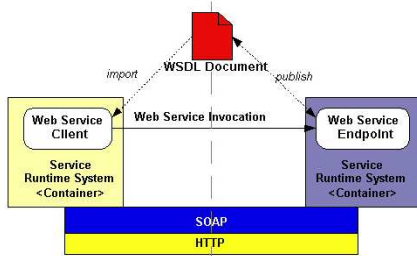 WSDL Document
import
publish
Web Service
Client
Web Service Invocation
Web Service
Endpoint
Service
Runtime System
<Container>
Service
Runtime System
<Container>
SOAP
HTTP